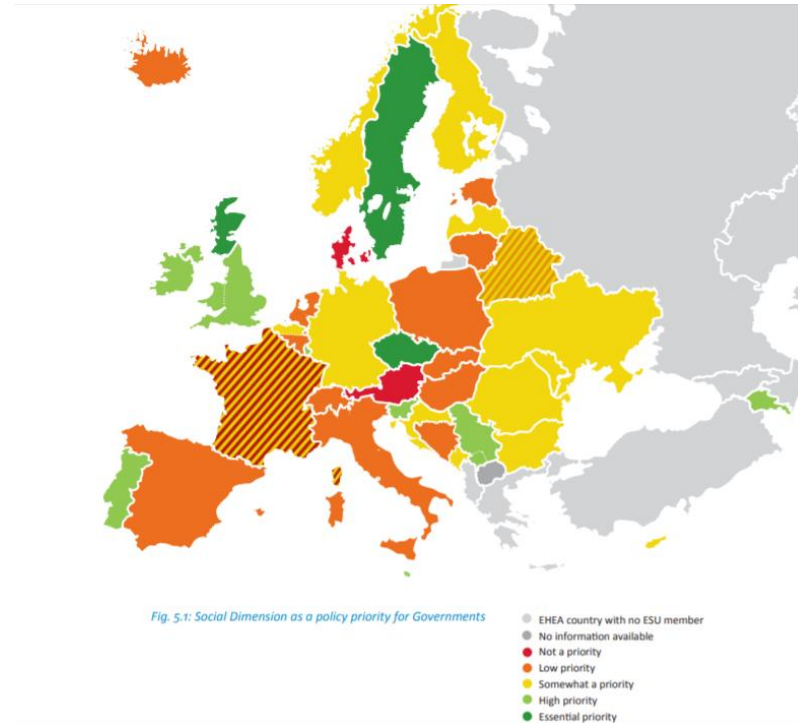 Fig. 5.1: Social Dimension as a policy priority for Governments
EHEA country with no ESU member
No information available
Not a priority
Low priority
Somewhat a priority
High priority
Essential priority